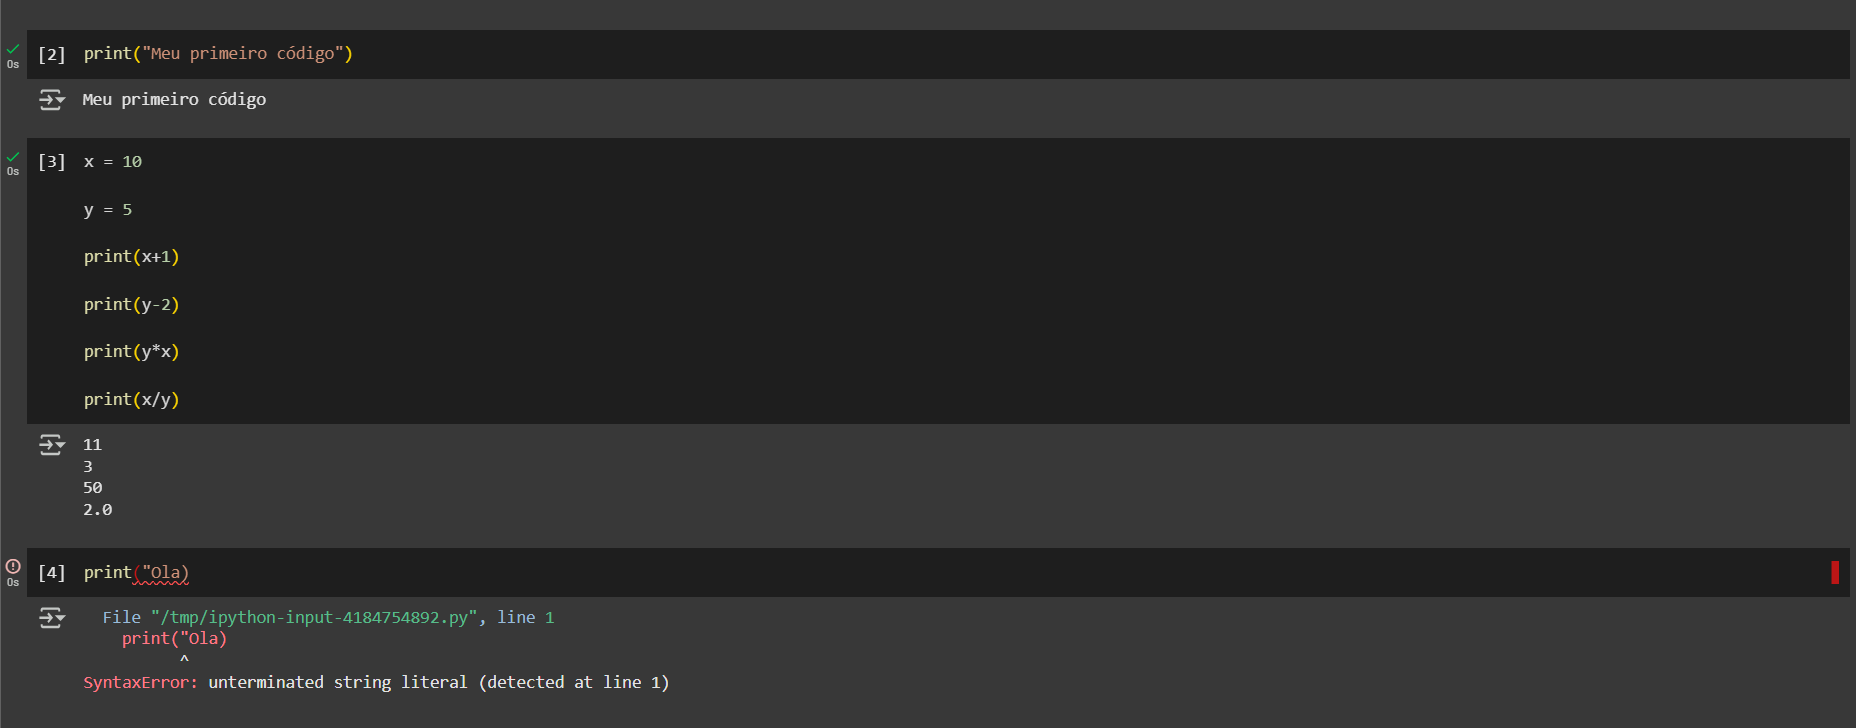 [2] print("Meu primeiro código")
0s
Meu primeiro código
[3] x = 10
0s
y = 5
print(x+1)
print(y-2)
print(y*x)
print(x/y)
11
3
50
2.0
[4] print("Ola)
0s
File "/tmp/ipython-input-4184754892.py", line 1
print("Ola)
^
SyntaxError: unterminated string literal (detected at line 1)